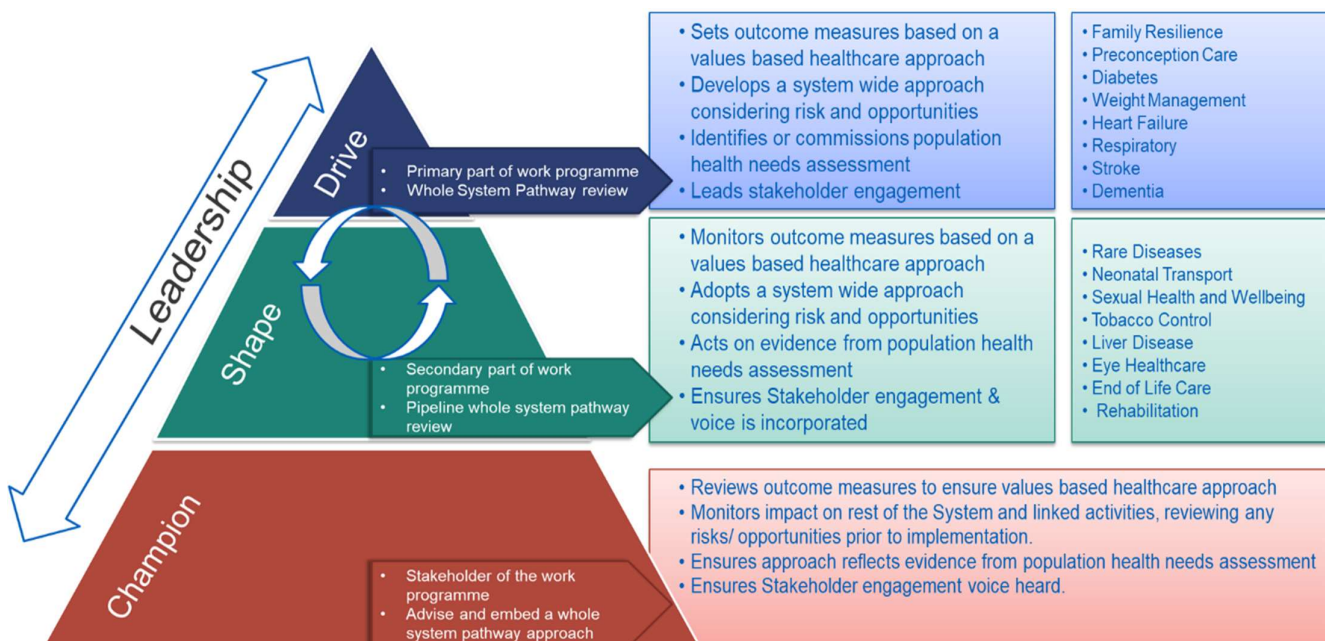 Leadership
Drive
• Primary part of work programme
• Whole System Pathway review
• Sets outcome measures based on a
values based healthcare approach
• Develops a system wide approach
considering risk and opportunities
• Identifies or commissions population
health needs assessment
• Leads stakeholder engagement
• Family Resilience
• Preconception Care
• Diabetes
• Weight Management
• Heart Failure
• Respiratory
• Stroke
• Dementia
Shape
• Secondary part of work
programme
• Pipeline whole system pathway
review
• Monitors outcome measures based on a
values based healthcare approach
• Adopts a system wide approach
considering risk and opportunities
• Acts on evidence from population health
needs assessment
• Ensures Stakeholder engagement &
voice is incorporated
• Rare Diseases
• Neonatal Transport
• Sexual Health and Wellbeing
• Tobacco Control
• Liver Disease
• Eye Healthcare
• End of Life Care
• Rehabilitation
Champion
• Stakeholder of the work
programme
• Advise and embed a whole
system pathway approach
• Reviews outcome measures to ensure values based healthcare approach
• Monitors impact on rest of the System and linked activities, reviewing any
risks/ opportunities prior to implementation.
• Ensures approach reflects evidence from population health needs assessment
• Ensures Stakeholder engagement voice heard.